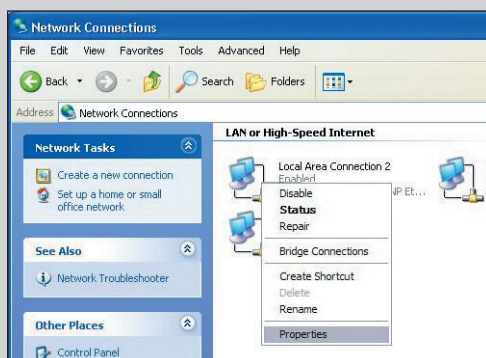 Network Connections
File Edit View Favorites Tools Advanced Help
Back Search Folders
Address Network Connections
Network Tasks
Create a new connection
Set up a home or small
office network
See Also
Network Troubleshooter
Other Places
Control Panel
LAN or High-Speed Internet
Local Area Connection 2
Enabled
NP Et...
Disable
Status
Repair
Bridge Connections
Create Shortcut
Delete
Rename
Properties